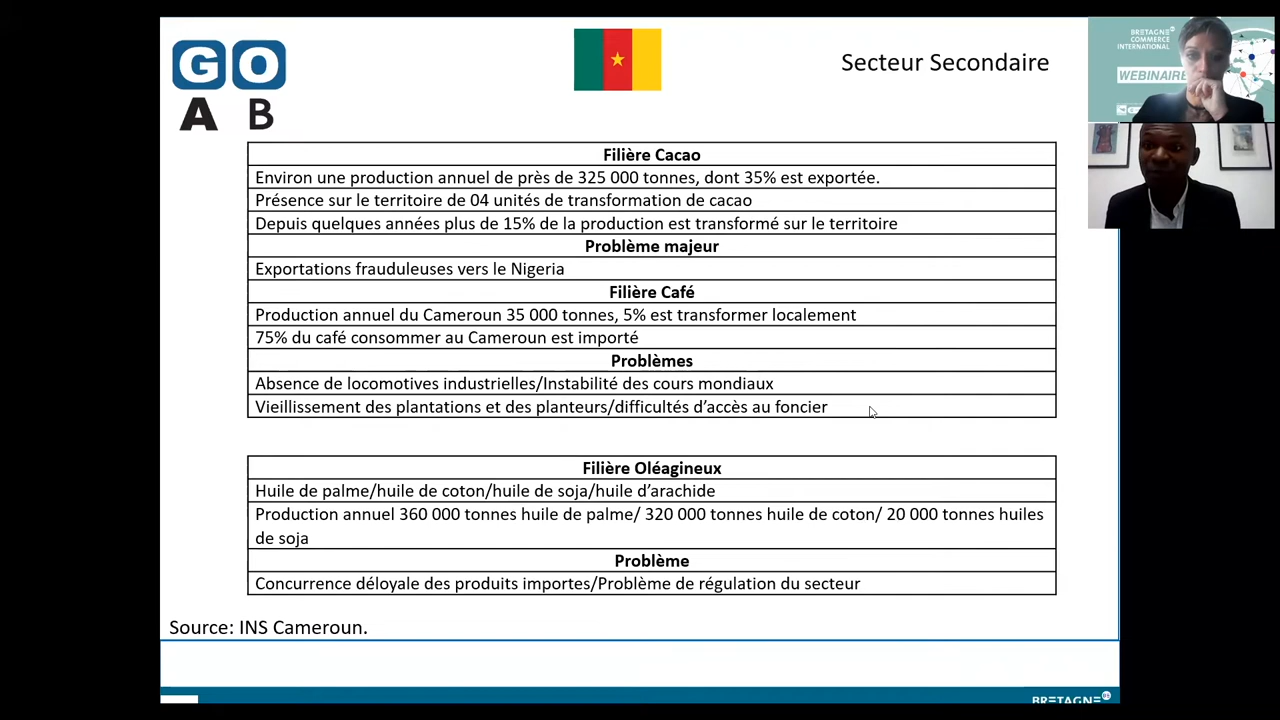 GO
A B
Secteur Secondaire
BRETAGNE
COMMERCE
INTERNATIONAL
WEBINAIRE
Filière Cacao
Environ une production annuel de près de 325 000 tonnes, dont 35% est exportée.
Présence sur le territoire de 04 unités de transformation de cacao
Depuis quelques années plus de 15% de la production est transformé sur le territoire
Problème majeur
Exportations frauduleuses vers le Nigeria
Filière Café
Production annuel du Cameroun 35 000 tonnes, 5% est transformer localement
75% du café consommer au Cameroun est importé
Problèmes
Absence de locomotives industrielles/Instabilité des cours mondiaux
Vieillissement des plantations et des planteurs/difficultés d’accès au foncier
Filière Oléagineux
Huile de palme/huile de coton/huile de soja/huile d’arachide
Production annuel 360 000 tonnes huile de palme/ 320 000 tonnes huile de coton/ 20 000 tonnes huiles
de soja
Problème
Concurrence déloyale des produits importes/Problème de régulation du secteur
Source: INS Cameroun.
BRETAGNE